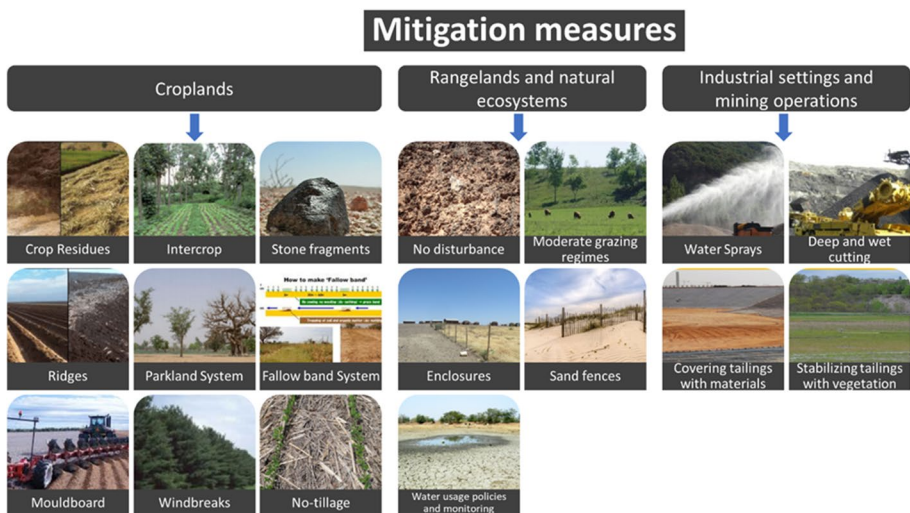 Mitigation measures
Croplands
Rangelands and natural
ecosystems
Industrial settings and
mining operations
Crop Residues
Intercrop
Stone fragments
No disturbance
Moderate grazing
regimes
Water Sprays
Deep and wet
cutting
How to make 'Fallow band'
Ridges
Parkland System
Fallow band System
Enclosures
Sand fences
Covering tailings
with materials
Stabilizing tailings
with vegetation
Mouldboard
Windbreaks
No-tillage
Water usage policies
and monitoring